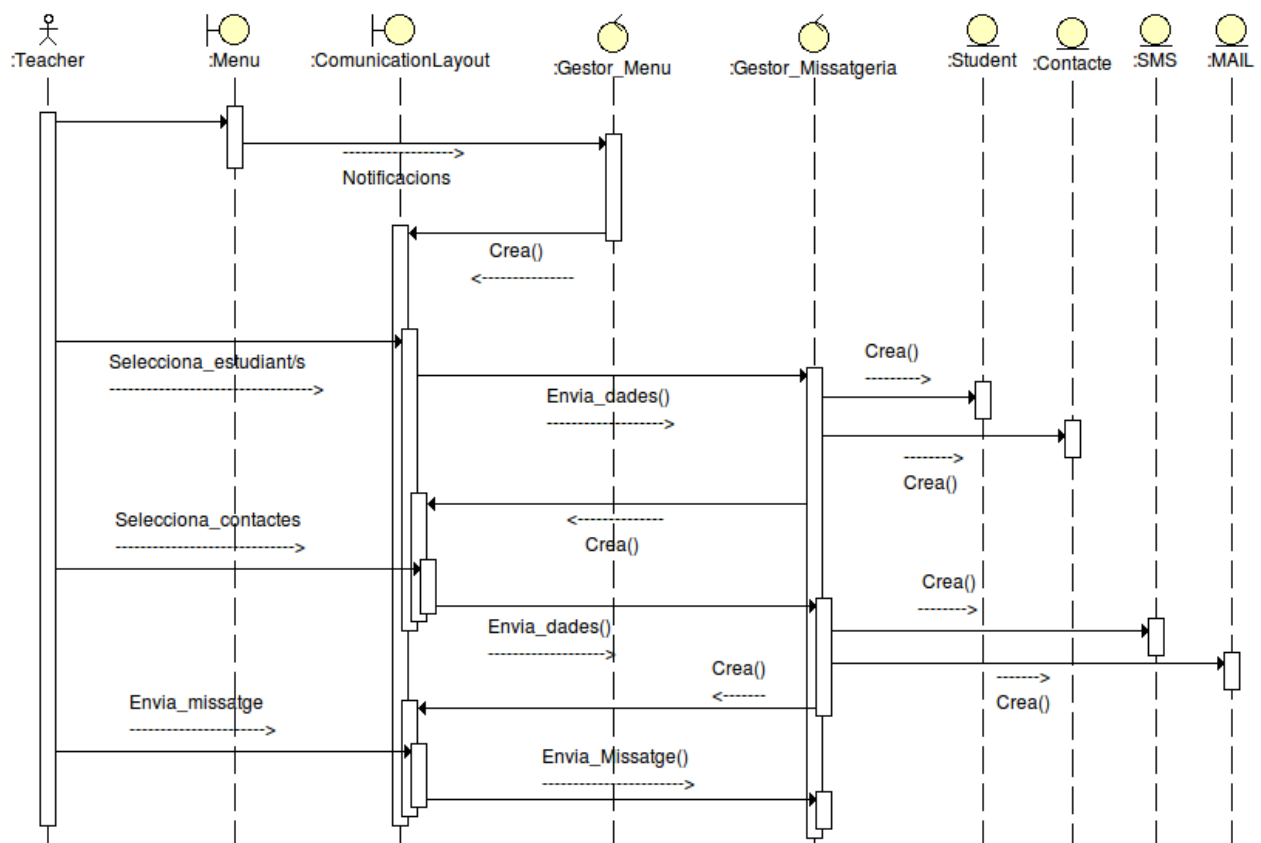 :Teacher
:Menu
:ComunicationLayout
:Gestor_Menu
:Gestor_Missatgeria
:Student
:Contacte
:SMS
:MAIL
Notificacions
Crea()
Selecciona_estudiant/s
Crea()
Envia_dades()
Crea()
Selecciona_contactes
Crea()
Crea()
Envia_dades()
Crea()
Envia_missatge
Crea()
Envia_Missatge()